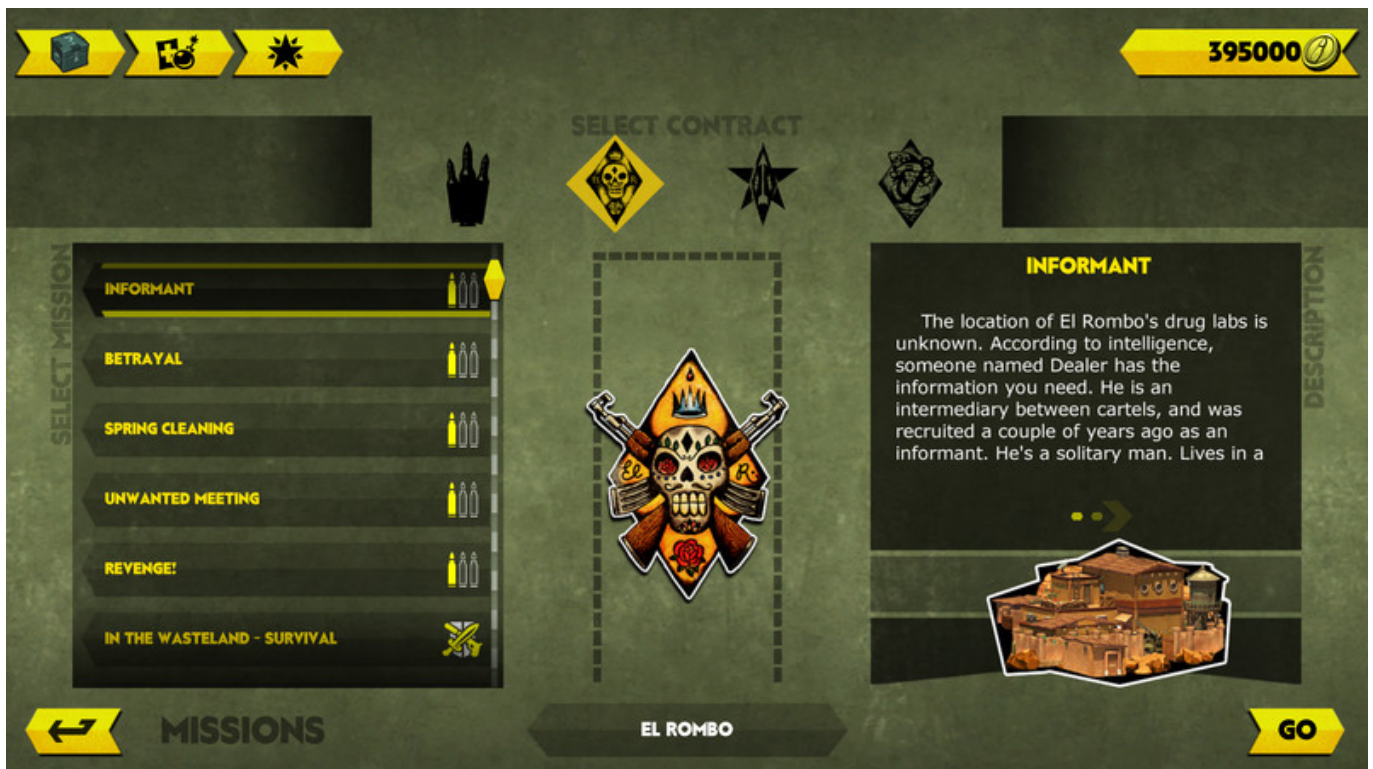 395000
SELECT CONTRACT
SELECT MISSION
INFORMANT
BETRAYAL
SPRING CLEANING
UNWANTED MEETING
REVENGE!
IN THE WASTELAND - SURVIVAL
El R.
INFORMANT
The location of El Rombo's drug labs is
unknown. According to intelligence,
someone named Dealer has the
information you need. He is an
intermediary between cartels, and was
recruited a couple of years ago as an
informant. He's a solitary man. Lives in a
DESCRIPTION
MISSIONS
EL ROMBO
GO